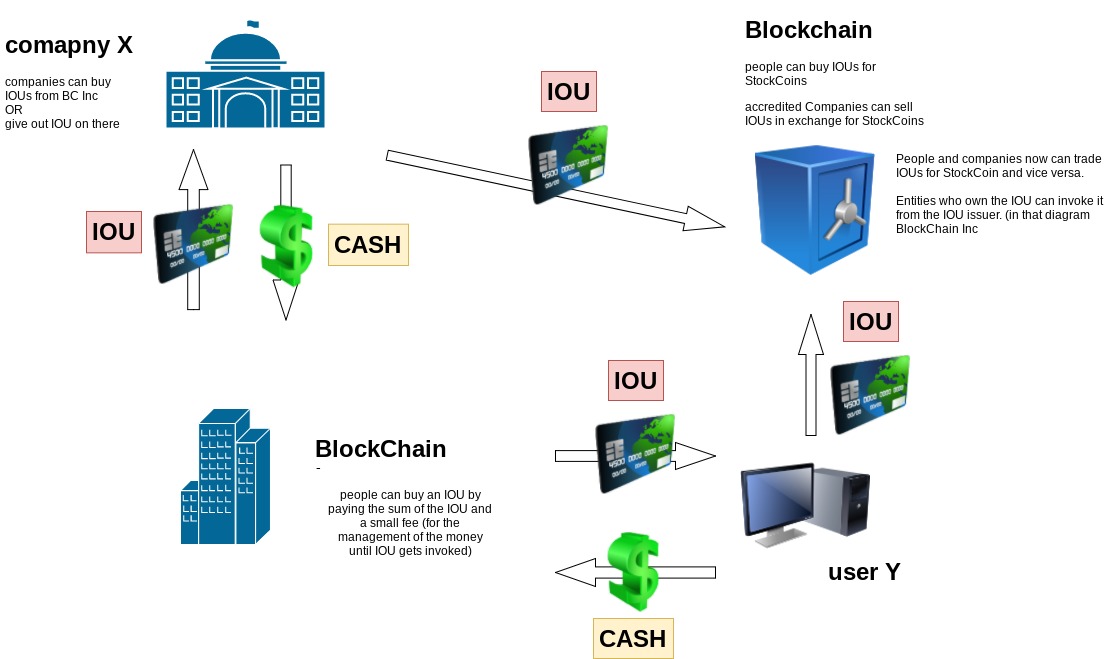 comapny X
companies can buy
IOUs from BC Inc
OR
give out IOU on there
Blockchain
people can buy IOUs for
StockCoins
accredited Companies can sell
IOUs in exchange for StockCoins
People and companies now can trade
IOUs for StockCoin and vice versa.
Entities who own the IOU can invoke it
from the IOU issuer. (in that diagram
BlockChain Inc
IOU
IOU
CASH
IOU
IOU
BlockChain
-
people can buy an IOU by
paying the sum of the IOU and
a small fee (for the
management of the money
until IOU gets invoked)
user Y
CASH